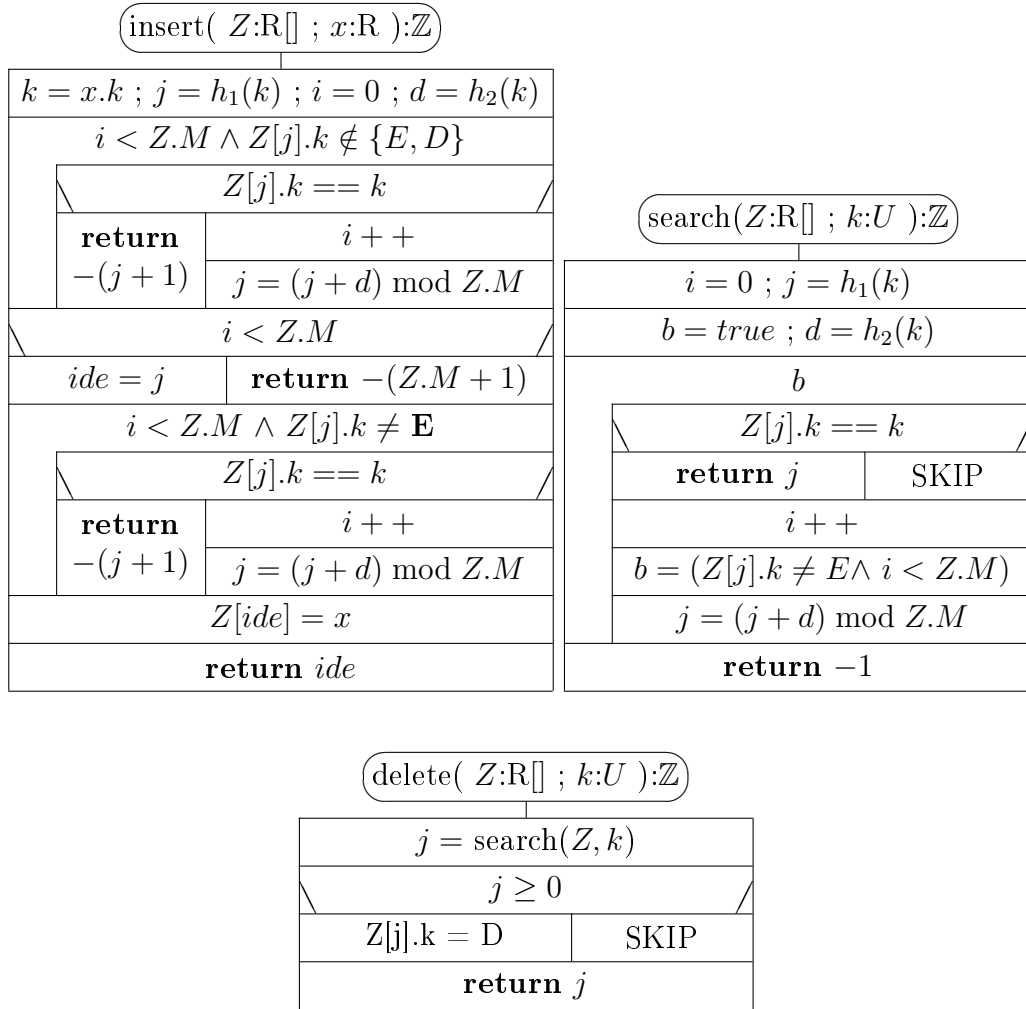 insert( Z:R[] ; x:R ):ℤ
k = x.k ; j = h₁(k) ; i = 0 ; d = h₂(k)
i < Z.M ∧ Z[j].k ∉ {E, D}
Z[j].k == k
return
−(j + 1)
i + +
j = (j + d) mod Z.M
i < Z.M
ide = j
return −(Z.M + 1)
i < Z.M ∧ Z[j].k ≠ E
Z[j].k == k
return
−(j + 1)
i + +
j = (j + d) mod Z.M
Z[ide] = x
return ide
search(Z:R[] ; k:U ):ℤ
i = 0 ; j = h₁(k)
b = true ; d = h₂(k)
b
Z[j].k == k
return j
SKIP
i + +
b = (Z[j].k ≠ E∧ i < Z.M)
j = (j + d) mod Z.M
return −1
delete( Z:R[] ; k:U ):ℤ
j = search(Z, k)
j ≥ 0
Z[j].k = D
SKIP
return j